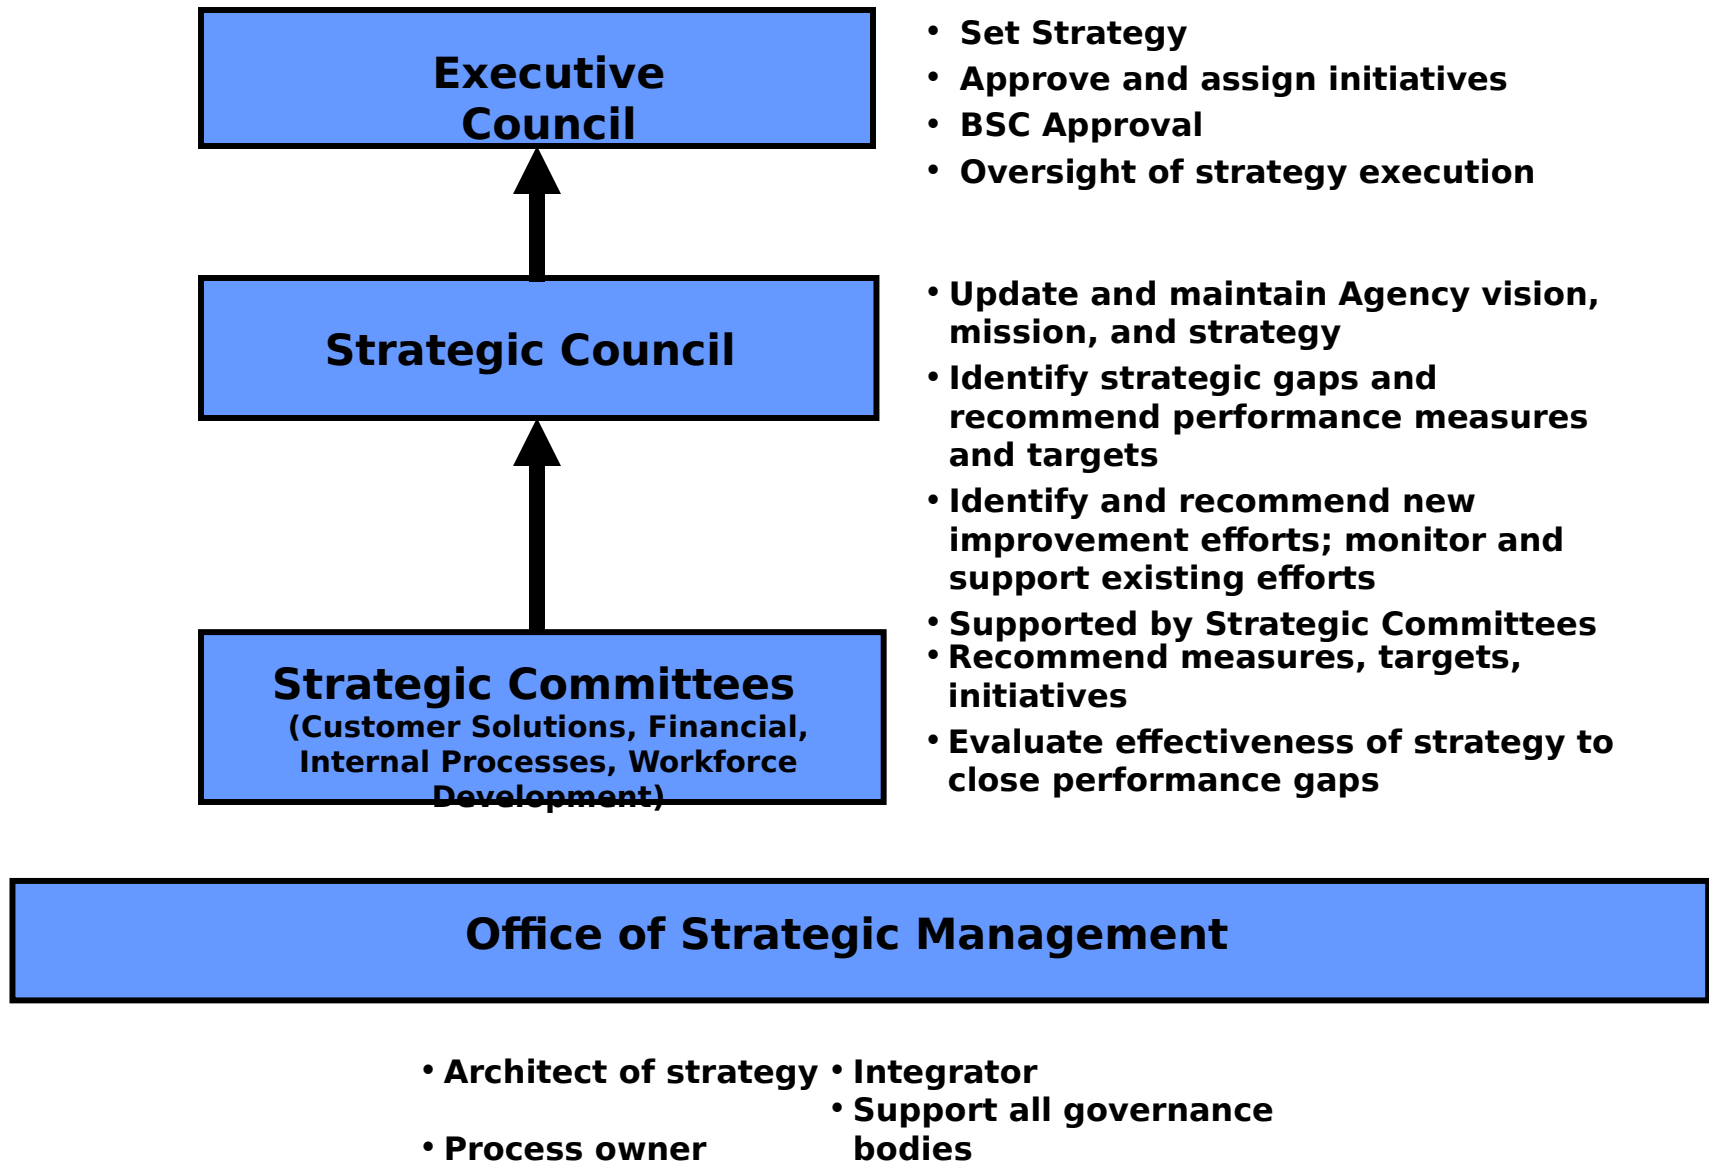 Executive
Council
• Set Strategy
• Approve and assign initiatives
• BSC Approval
• Oversight of strategy execution
Strategic Council
• Update and maintain Agency vision,
mission, and strategy
• Identify strategic gaps and
recommend performance measures
and targets
• Identify and recommend new
improvement efforts; monitor and
support existing efforts
• Supported by Strategic Committees
Strategic Committees
(Customer Solutions, Financial,
Internal Processes, Workforce
Development)
• Recommend measures, targets,
initiatives
• Evaluate effectiveness of strategy to
close performance gaps
Office of Strategic Management
• Architect of strategy
• Process owner
• Integrator
• Support all governance
bodies